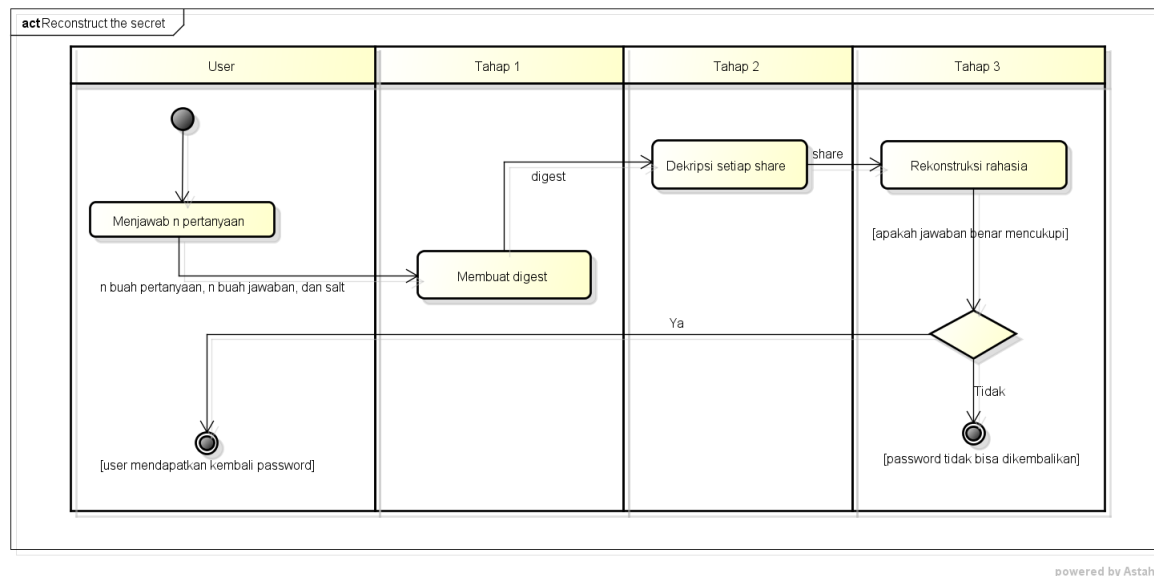 act Reconstruct the secret
User
Tahap 1
Tahap 2
Tahap 3
Menjawab n pertanyaan
n buah pertanyaan, n buah jawaban, dan salt
Membuat digest
digest
Dekripsi setiap share
share
Rekonstruksi rahasia
[apakah jawaban benar mencukupi]
Ya
Tidak
[user mendapatkan kembali password]
[password tidak bisa dikembalikan]
powered by Astah